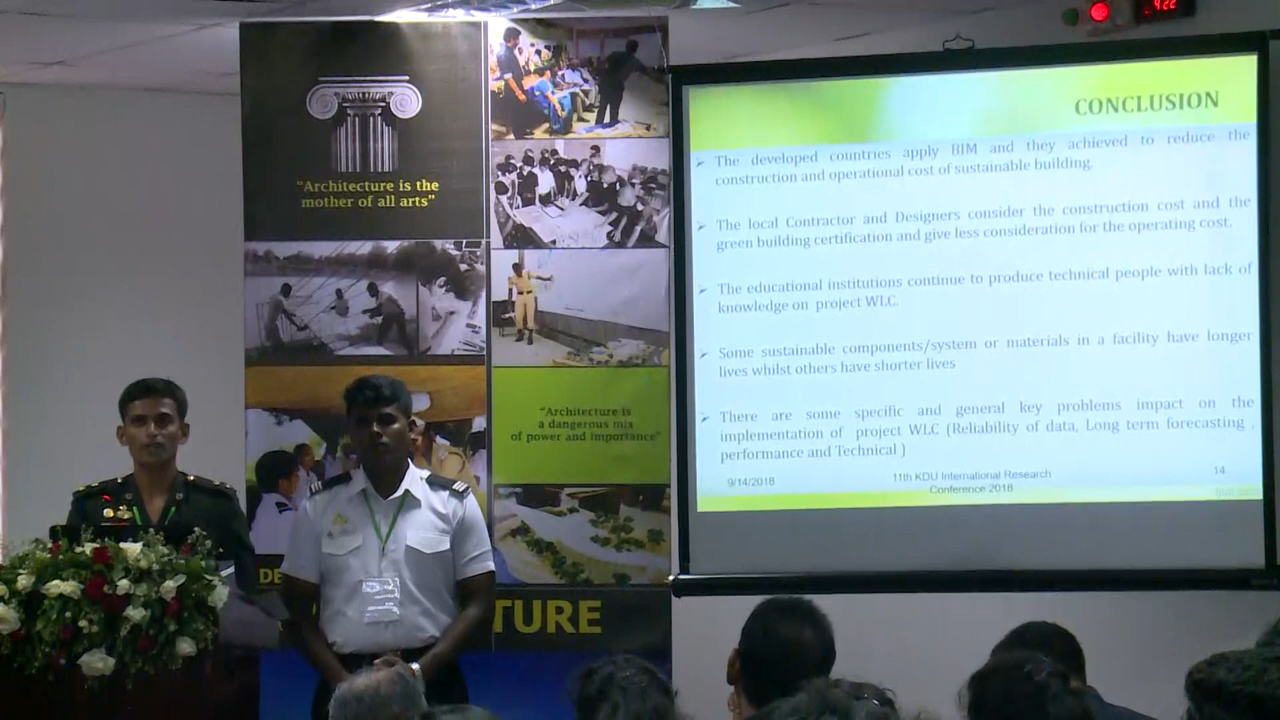 "Architecture is the
mother of all arts"
"Architecture is
a dangerous mix
of power and importance"
DE
TURE
CONCLUSION
The developed countries apply BIM and they achieved to reduce the
construction and operational cost of sustainable building.
The local Contractor and Designers consider the construction cost and the
green building certification and give less consideration for the operating cost.
The educational institutions continue to produce technical people with lack of
knowledge on project WLC.
Some sustainable components/system or materials in a facility have longer
lives whilst others have shorter lives
There are some specific and general key problems impact on the
implementation of project WLC (Reliability of data, Long term forecasting ,
performance and Technical )
9/14/2018
11th KDU International Research
Conference 2018
14